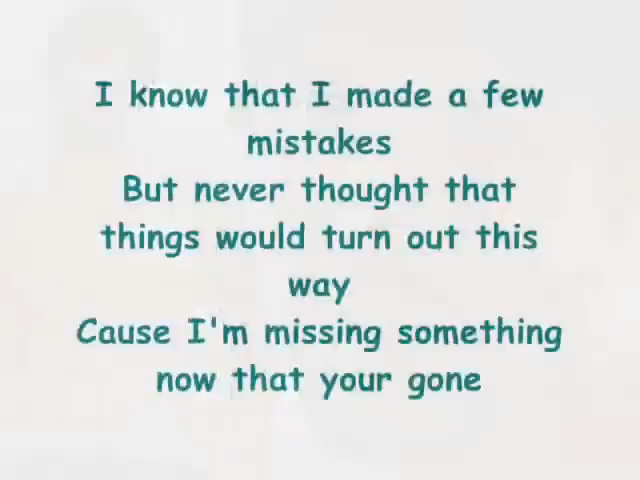 I know that I made a few
mistakes
But never thought that
things would turn out this
way
Cause I'm missing something
now that your gone